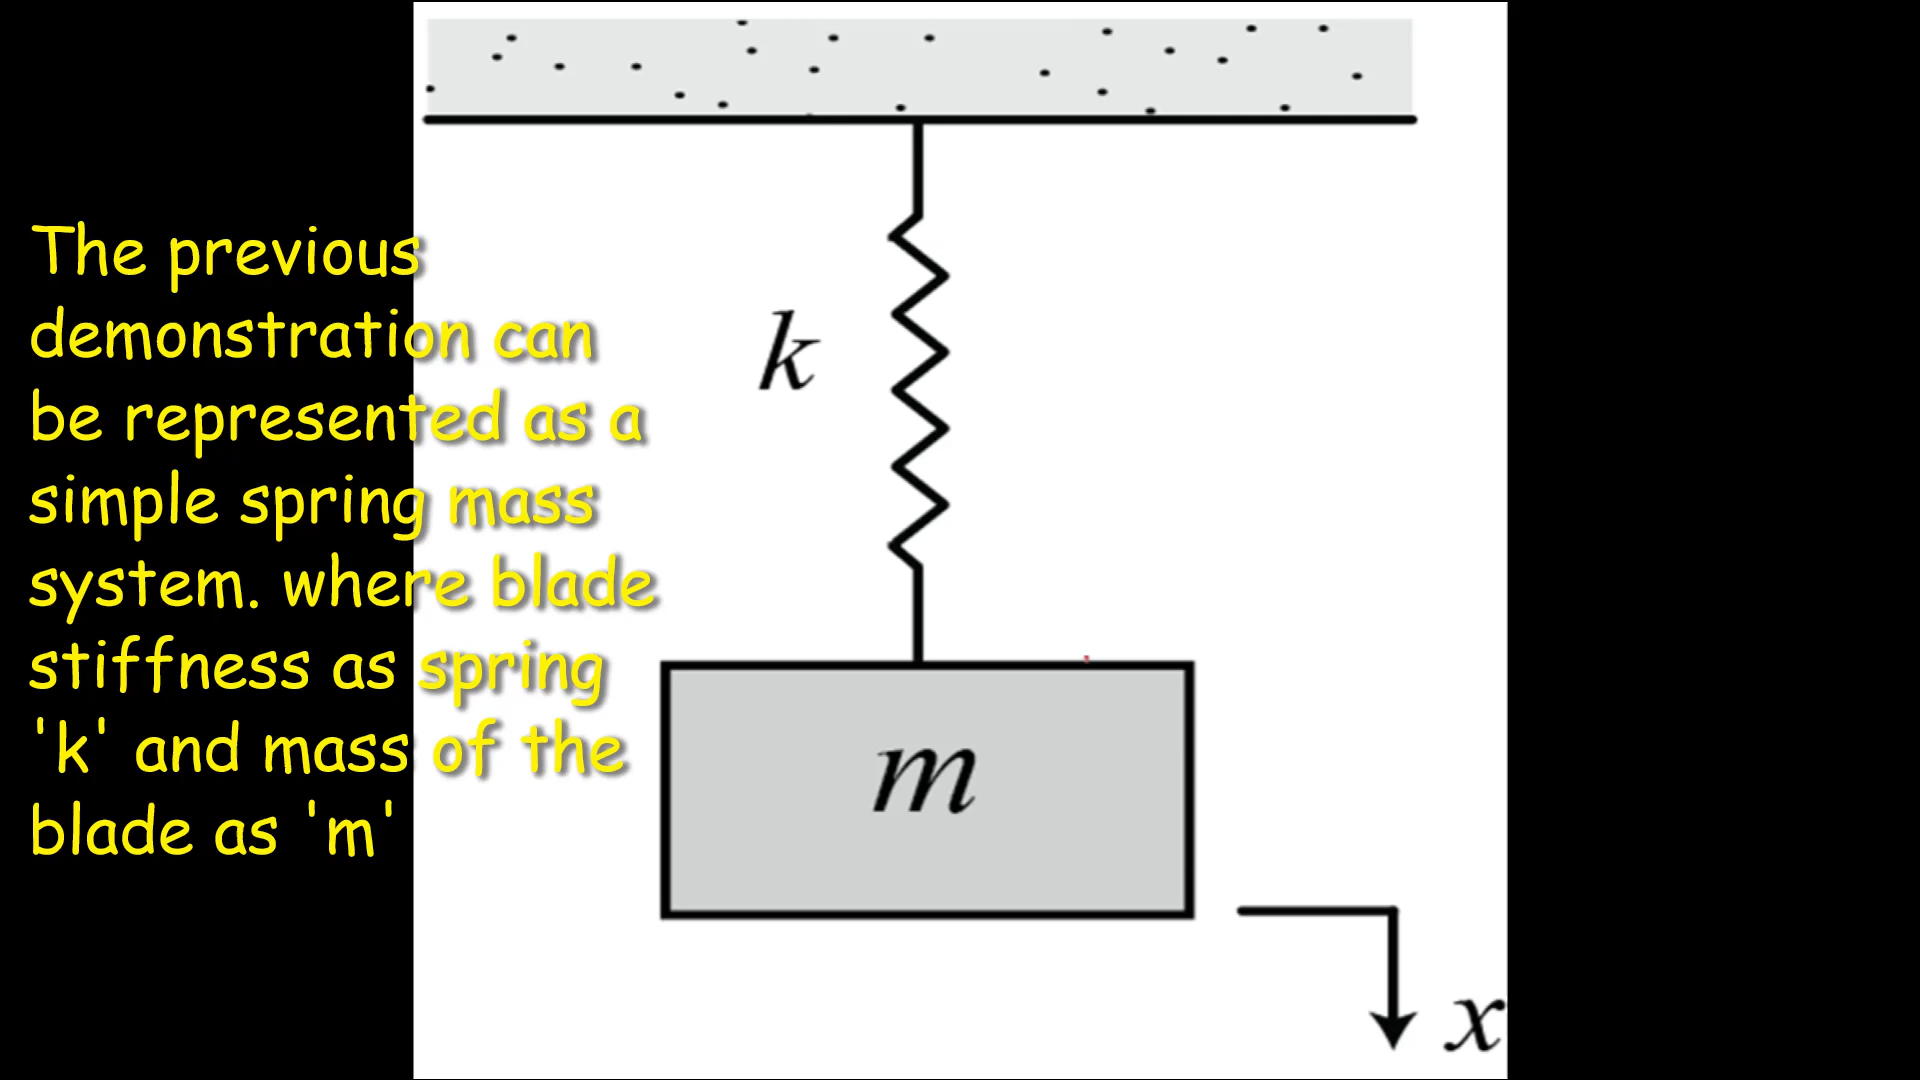 The previous
demonstration can
be represented as a
simple spring mass
system. where blade
stiffness as spring
'k' and mass of the
blade as 'm'
k
m
x